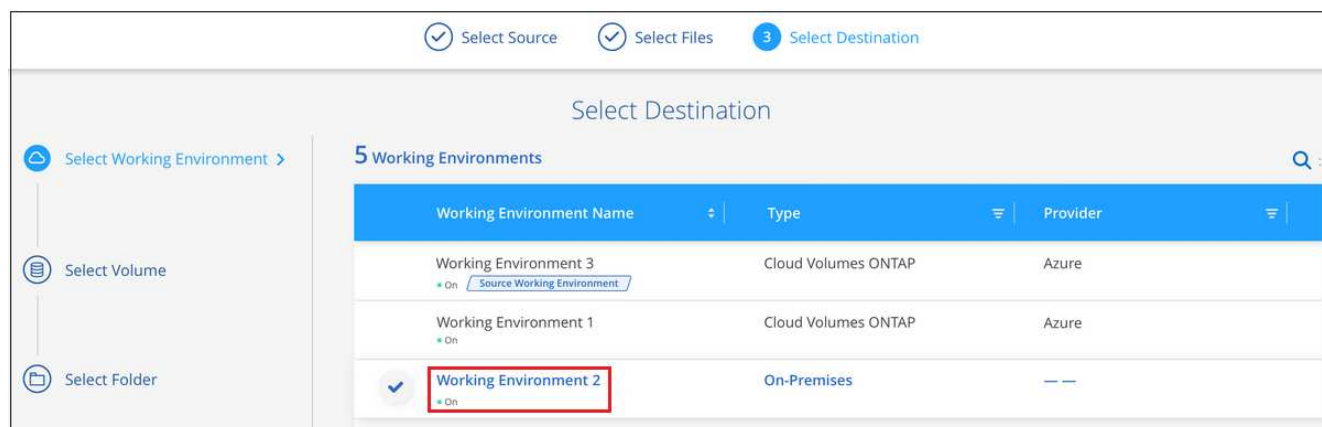 Select Source
Select Files
3 Select Destination
Select Destination
Select Working Environment
Select Volume
Select Folder
5 Working Environments
Working Environment Name Type Provider
Working Environment 3 Cloud Volumes ONTAP Azure
On Source Working Environment
Working Environment 1 Cloud Volumes ONTAP Azure
On
Working Environment 2 On-Premises — —
On